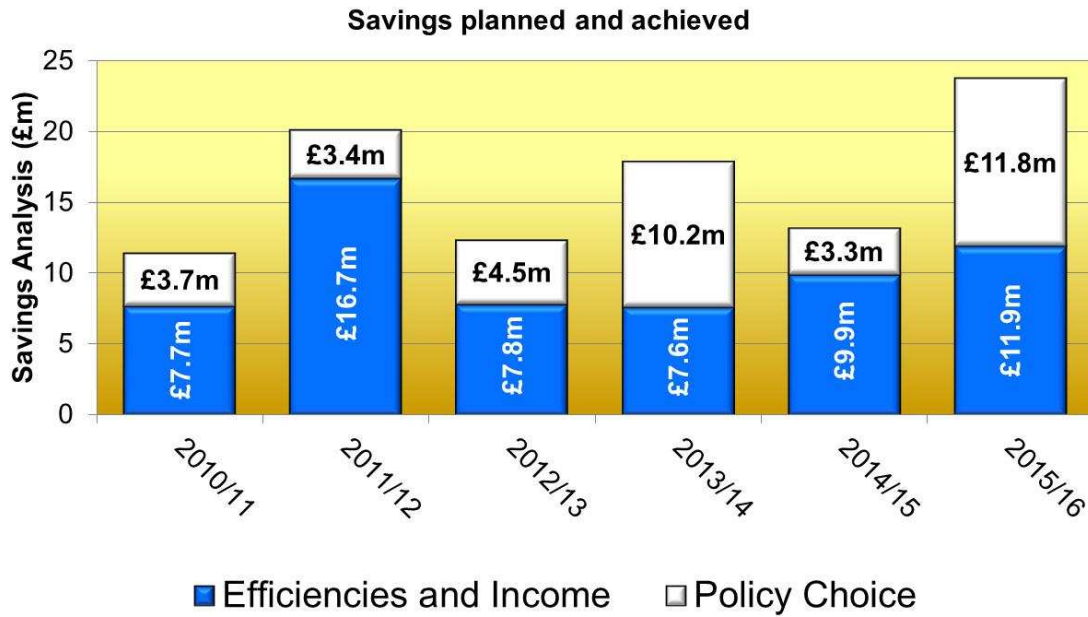 Savings planned and achieved
Savings Analysis (£m)
25
20
15
10
5
0
£3.7m
£7.7m
£3.4m
£16.7m
£4.5m
£7.8m
£10.2m
£7.6m
£3.3m
£9.9m
£11.8m
£11.9m
2010/11
2011/12
2012/13
2013/14
2014/15
2015/16
Efficiencies and Income
Policy Choice